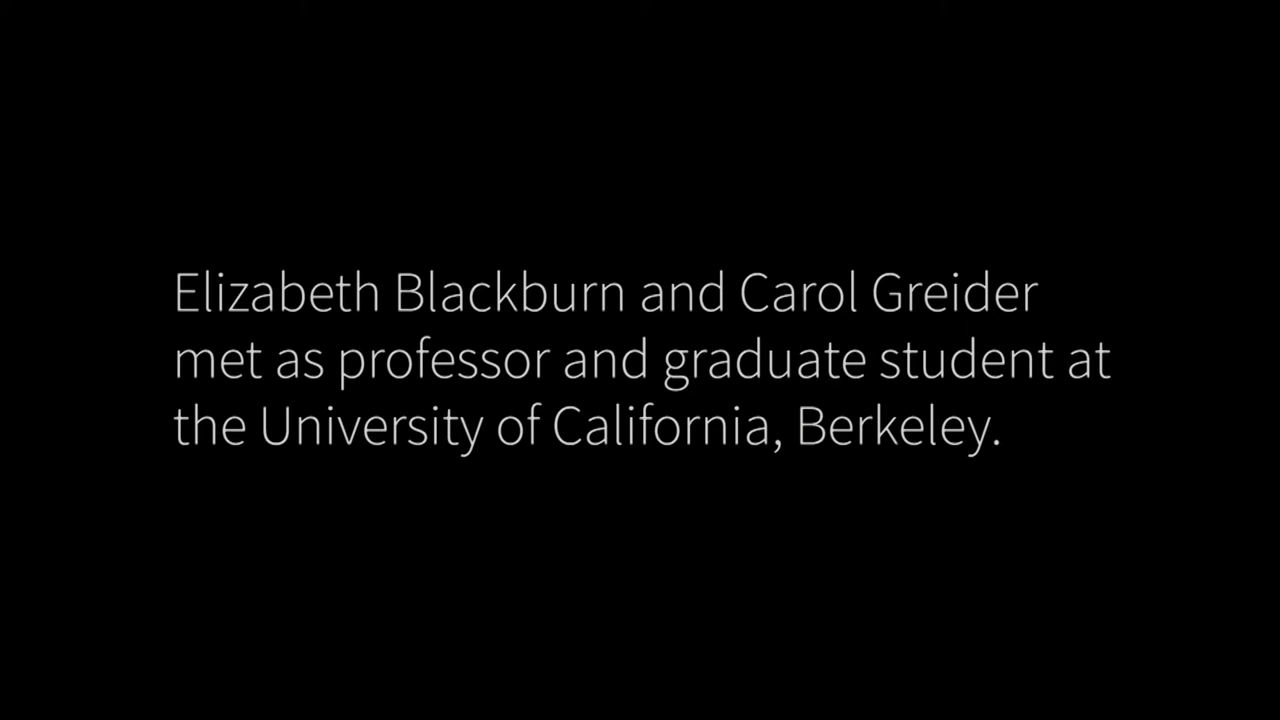 Elizabeth Blackburn and Carol Greider
met as professor and graduate student at
the University of California, Berkeley.